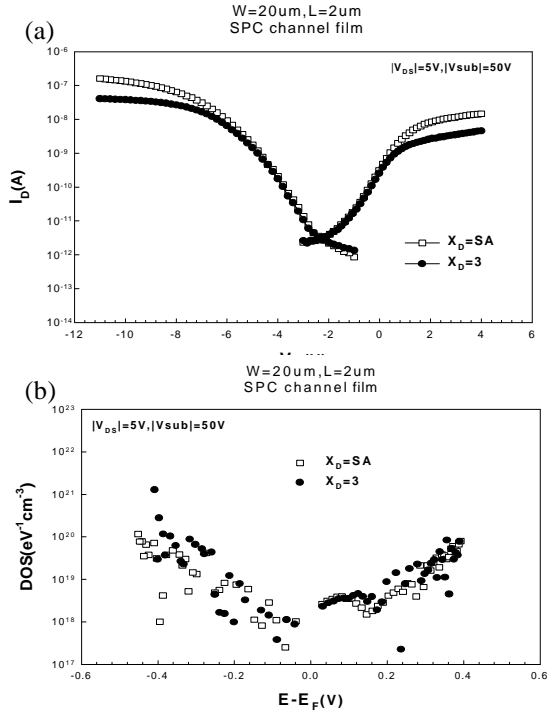 (a)
W=20um,L=2um
SPC channel film
|V_DS|=5V,|Vsub|=50V
I_D(A)
10^-6
10^-7
10^-8
10^-9
10^-10
10^-11
10^-12
10^-13
10^-14
X_D=SA
X_D=3
-12 -10 -8 -6 -4 -2 0 2 4 6
(b)
W=20um,L=2um
SPC channel film
|V_DS|=5V,|Vsub|=50V
X_D=SA
X_D=3
DOS(eV^-1cm^-3)
10^23
10^22
10^21
10^20
10^19
10^18
10^17
-0.6 -0.4 -0.2 0.0 0.2 0.4 0.6
E-E_F(V)